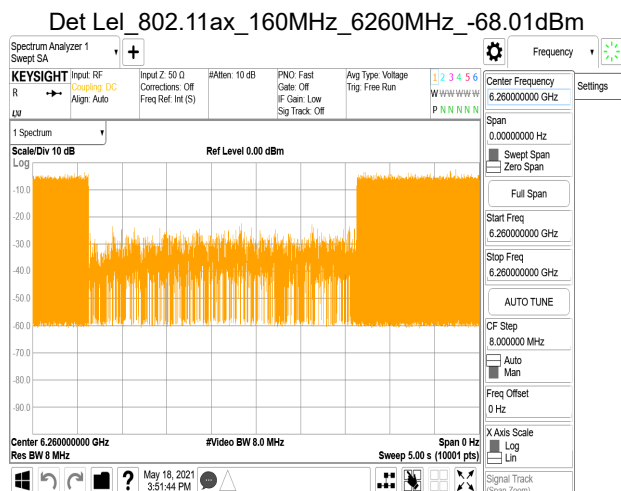 Det Lel_802.11ax_160MHz_6260MHz_-68.01dBm
Spectrum Analyzer 1
Swept SA
Frequency
KEYSIGHT
R
Input: RF
Coupling: DC
Align: Auto
Input Z: 50 Ω
Corrections: Off
Freq Ref: Int (S)
#Atten: 10 dB
PNO: Fast
Gate: Off
IF Gain: Low
Sig Track: Off
Avg Type: Voltage
Trig: Free Run
1 2 3 4 5 6
W W W W W W
P N N N N N
1 Spectrum
Scale/Div 10 dB
Ref Level 0.00 dBm
Log
-10.0
-20.0
-30.0
-40.0
-50.0
-60.0
-70.0
-80.0
-90.0
Center 6.260000000 GHz
#Video BW 8.0 MHz
Span 0 Hz
Res BW 8 MHz
Sweep 5.00 s (10001 pts)
May 18, 2021
3:51:44 PM
Center Frequency
6.260000000 GHz
Settings
Span
0.00000000 Hz
Swept Span
Zero Span
Full Span
Start Freq
6.260000000 GHz
Stop Freq
6.260000000 GHz
AUTO TUNE
CF Step
8.000000 MHz
Auto
Man
Freq Offset
0 Hz
X Axis Scale
Log
Lin
Signal Track
(Span Zoom)